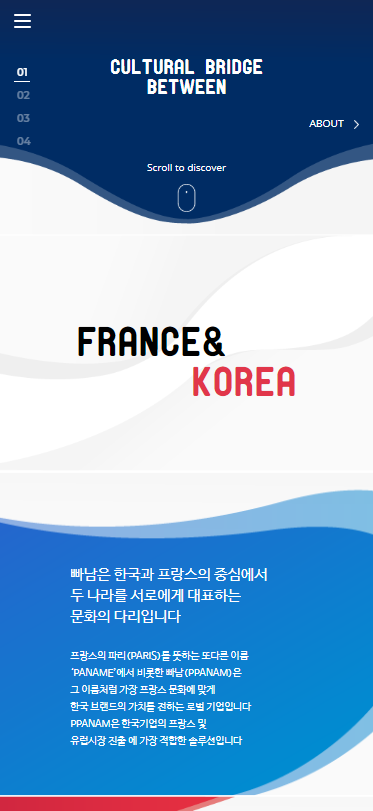 01
02
03
04
CULTURAL BRIDGE
BETWEEN
ABOUT
Scroll to discover
FRANCE&
KOREA
빠남은 한국과 프랑스의 중심에서
두 나라를 서로에게 대표하는
문화의 다리입니다
프랑스의 파리(PARIS)를 뜻하는 또다른 이름
'PANAME'에서 비롯한 빠남(PPANAM)은
그 이름처럼 가장 프랑스 문화에 맞게
한국 브랜드의 가치를 전하는 로벌 기업입니다
PPANAM은 한국기업의 프랑스 및
유럽시장 진출 에 가장 적합한 솔루션입니다